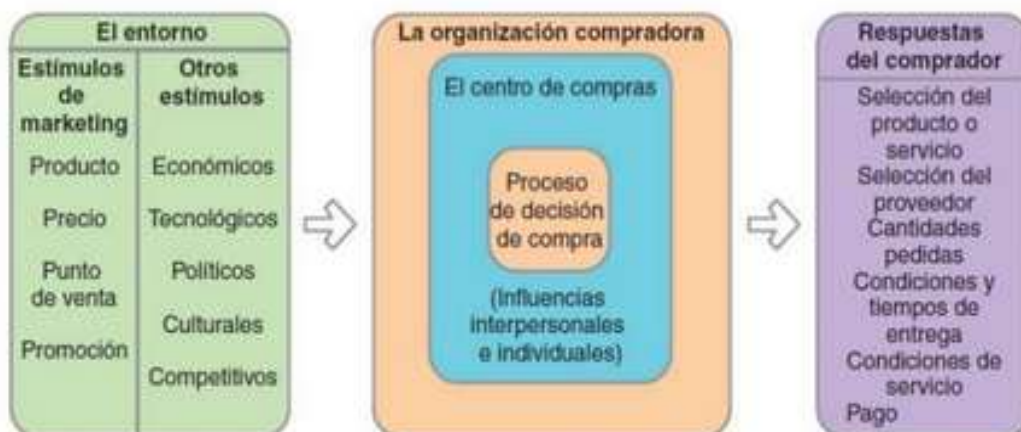 El entorno
Estímulos
de
marketing
Producto
Precio
Punto
de venta
Promoción
Otros
estímulos
Económicos
Tecnológicos
Políticos
Culturales
Competitivos
La organización compradora
El centro de compras
Proceso
de decisión
de compra
(Influencias
interpersonales
e individuales)
Respuestas
del comprador
Selección del
producto o
servicio
Selección del
proveedor
Cantidades
pedidas
Condiciones y
tiempos de
entrega
Condiciones de
servicio
Pago